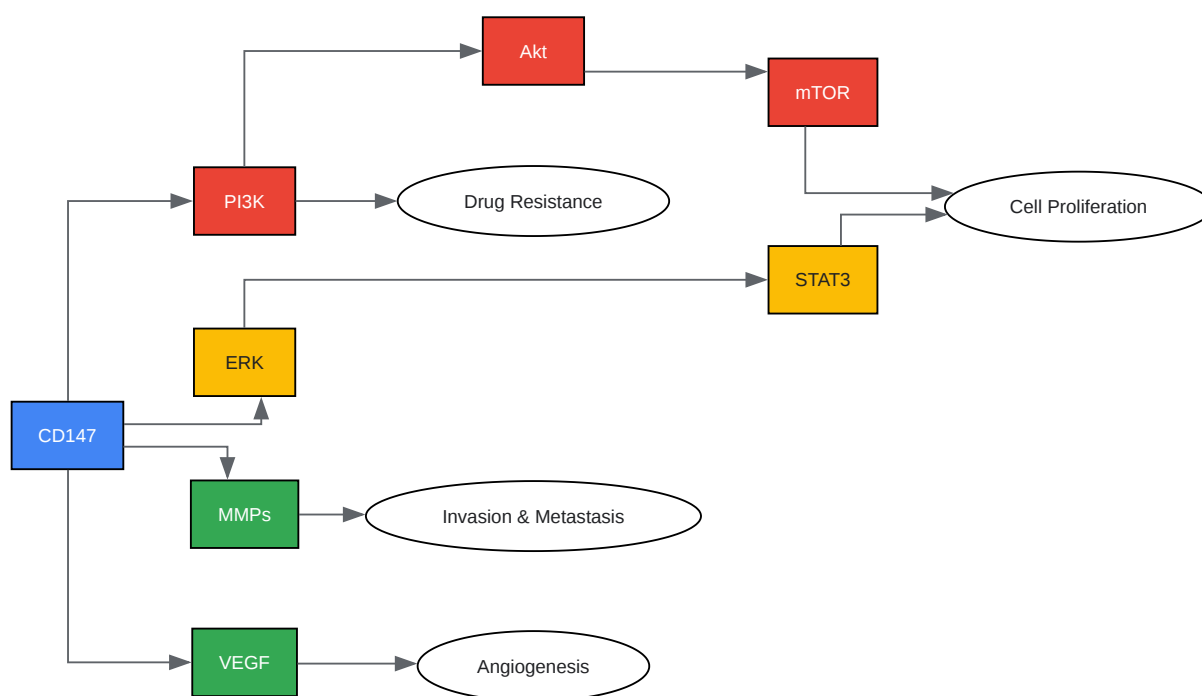 Akt
mTOR
PI3K
Drug Resistance
Cell Proliferation
STAT3
ERK
CD147
MMPs
Invasion & Metastasis
VEGF
Angiogenesis